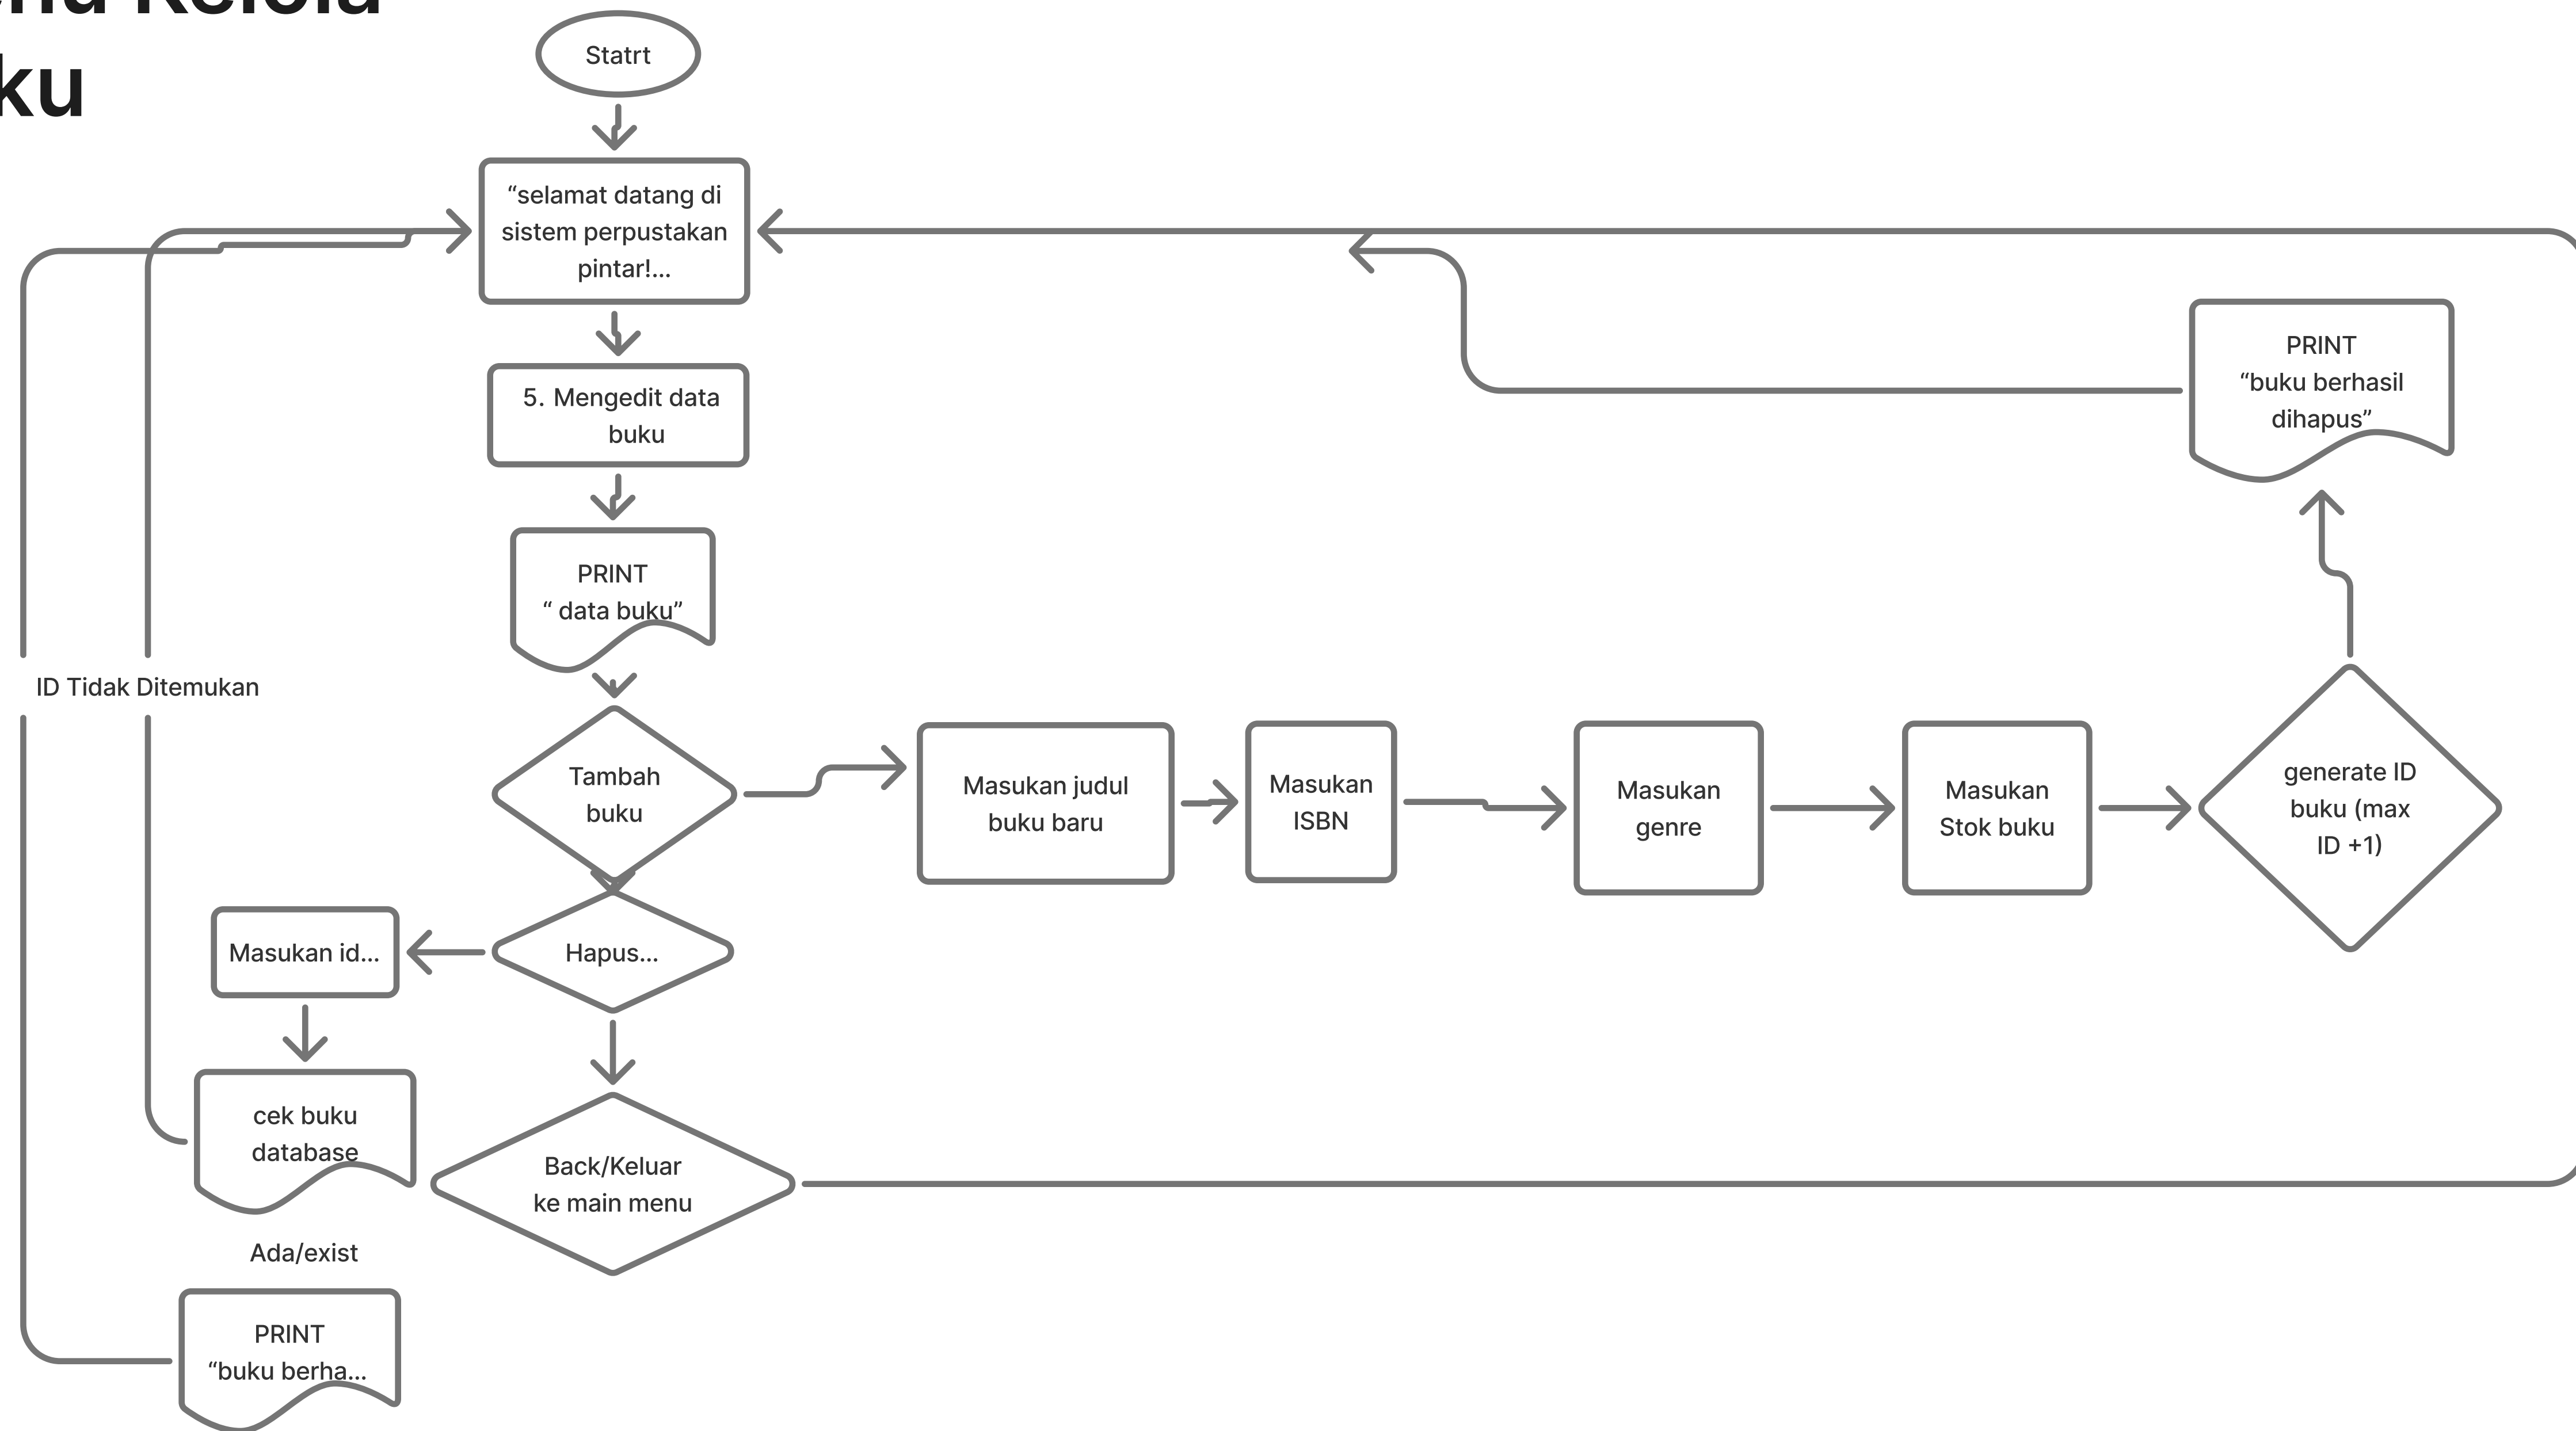 Kelola
ku
Statrt
“selamat datang di
sistem perpustakan
pintar!...
5. Mengedit data
buku
PRINT
“ data buku”
Tambah
buku
Masukan judul
buku baru
Masukan
ISBN
Masukan
genre
Masukan
Stok buku
generate ID
buku (max
ID +1)
PRINT
“buku berhasil
dihapus”
Hapus...
Masukan id...
cek buku
database
ID Tidak Ditemukan
Ada/exist
PRINT
“buku berha...
Back/Keluar
ke main menu